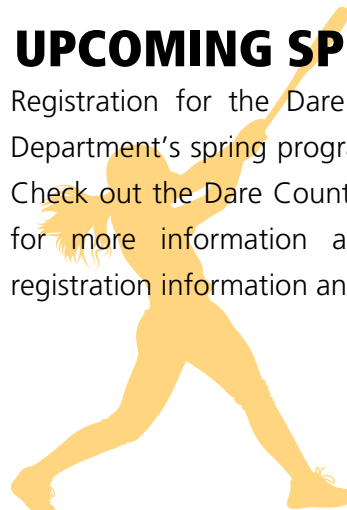 UPCOMING SP
Registration for the Dare
Department’s spring progra
Check out the Dare Count
for more information a
registration information an